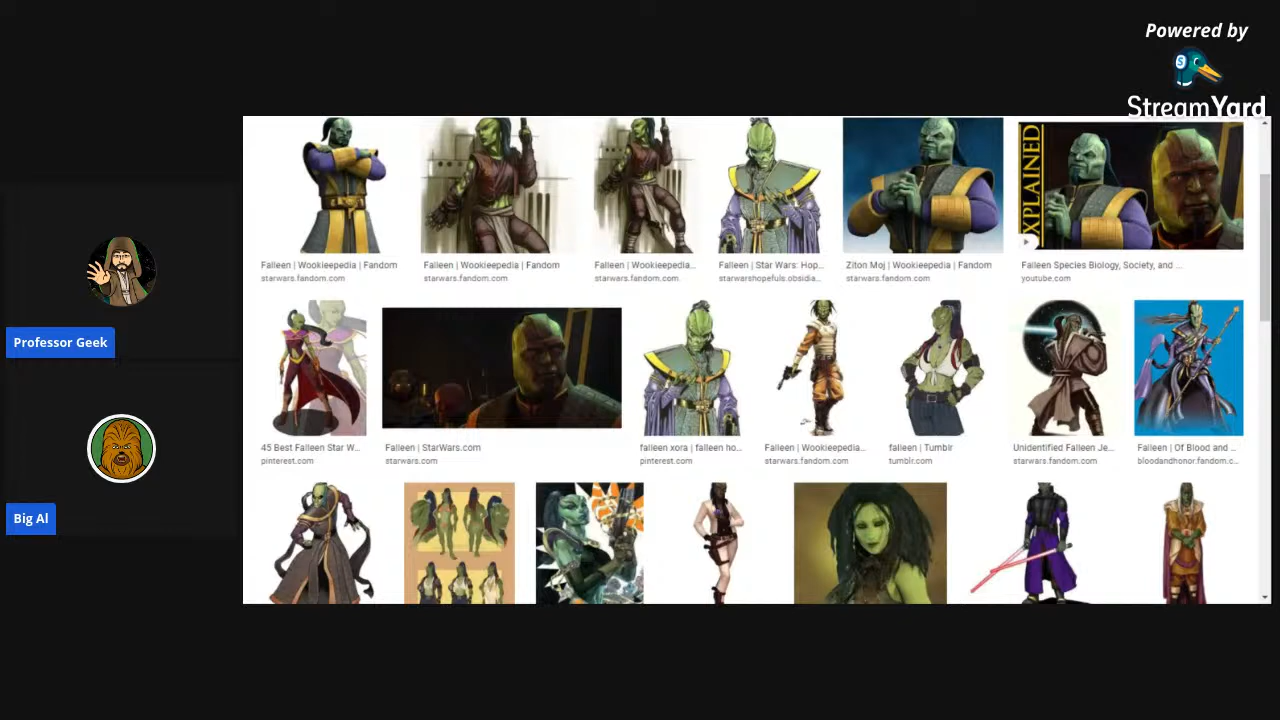 Powered by
StreamYard
XPLAINED
Falleen | Wookieepedia | Fandom
starwars.fandom.com
Falleen | Wookieepedia | Fandom
starwars.fandom.com
Falleen | Wookieepedia...
starwars.fandom.com
Falleen | Star Wars: Hop...
starwarshopefuls.obsidia...
Ziton Moj | Wookieepedia | Fandom
starwars.fandom.com
Falleen Species Biology, Society, and ...
youtube.com
Professor Geek
45 Best Falleen Star W...
pinterest.com
Falleen | StarWars.com
starwars.com
falleen xora | falleen ho...
pinterest.com
Falleen | Wookieepedia...
starwars.fandom.com
falleen | Tumblr
tumblr.com
Unidentified Falleen Je...
starwars.fandom.com
Falleen | Of Blood and ...
bloodandhonor.fandom.c...
Big Al